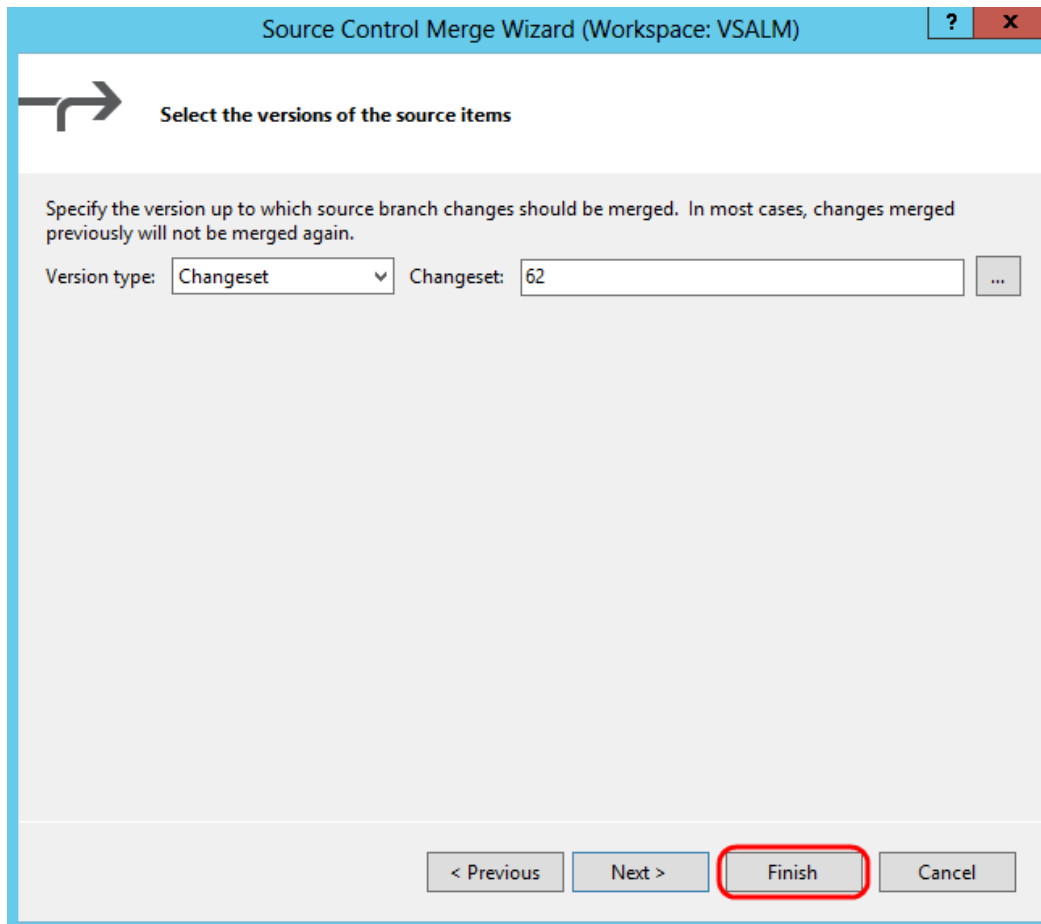 Source Control Merge Wizard (Workspace: VSALM)
? x
Select the versions of the source items
Specify the version up to which source branch changes should be merged.  In most cases, changes merged
previously will not be merged again.
Version type: Changeset Changeset: 62 ...
< Previous Next > Finish Cancel